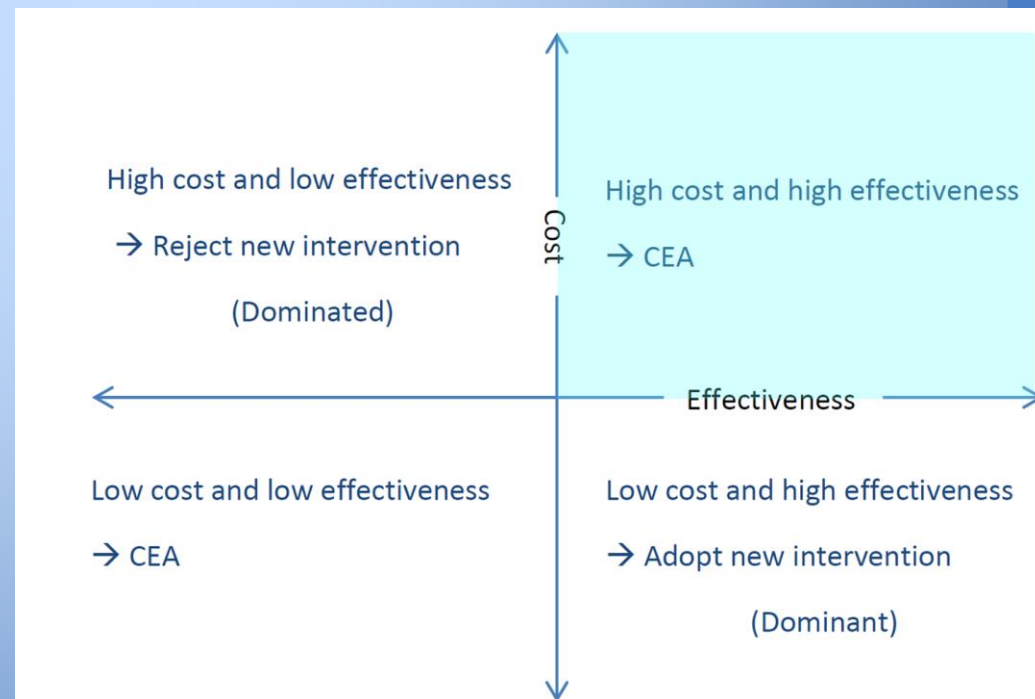 High cost and low effectiveness
→ Reject new intervention
(Dominated)
Cost
High cost and high effectiveness
→ CEA
Effectiveness
Low cost and low effectiveness
→ CEA
Low cost and high effectiveness
→ Adopt new intervention
(Dominant)